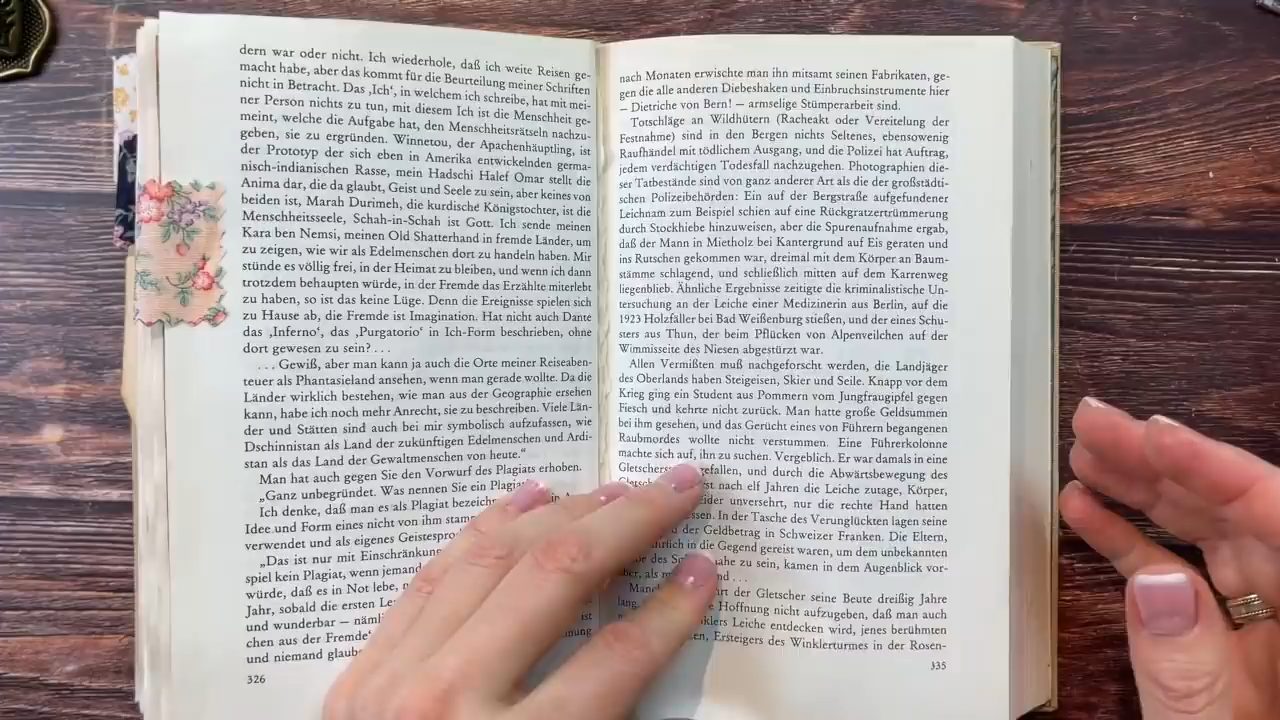 dern war oder nicht. Ich wiederhole, daß ich weite Reisen ge-
macht habe, aber das kommt für die Beurteilung meiner Schriften
nicht in Betracht. Das ‚Ich‘, in welchem ich schreibe, hat mit mei-
ner Person nichts zu tun, mit diesem Ich ist die Menschheit ge-
meint, welche die Aufgabe hat, den Menschheitsrätseln nachzu-
geben, sie zu ergründen. Winnetou, der Apachenhäuptling, ist
der Prototyp der sich eben in Amerika entwickelnden germa-
nisch-indianischen Rasse, mein Hadschi Halef Omar stellt die
Anima dar, die da glaubt, Geist und Seele zu sein, aber keines von
beiden ist, Marah Durimeh, die kurdische Königstochter, ist die
Menschheitsseele, Schah-in-Schah ist Gott. Ich sende meinen
Kara ben Nemsi, meinen Old Shatterhand in fremde Länder, um
zu zeigen, wie wir als Edelmenschen dort zu handeln haben. Mir
stünde es völlig frei, in der Heimat zu bleiben, und wenn ich dann
trotzdem behaupten würde, in der Fremde das Erzählte miterlebt
zu haben, so ist das keine Lüge. Denn die Ereignisse spielen sich
zu Hause ab, die Fremde ist Imagination. Hat nicht auch Dante
das ‚Inferno‘, das ‚Purgatorio‘ in Ich-Form beschrieben, ohne
dort gewesen zu sein? . . .
. . . Gewiß, aber man kann ja auch die Orte meiner Reiseaben-
teuer als Phantasieland ansehen, wenn man gerade wollte. Da die
Länder wirklich bestehen, wie man aus der Geographie ersehen
kann, habe ich noch mehr Anrecht, sie zu beschreiben. Viele Län-
der und Stätten sind auch bei mir symbolisch aufzufassen, wie
Dschinnistan als Land der zukünftigen Edelmenschen und Ardi-
stan als das Land der Gewaltmenschen von heute.“
Man hat auch gegen Sie den Vorwurf des Plagiats erhoben.
„Ganz unbegründet. Was nennen Sie ein
Ich denke, daß man es als Plagiat
Idee und Form eines nicht von ihm
verwendet und als eigenes
„Das ist nur mit
spiel kein Plagiat, wenn
würde, daß es in Not lebe,
Jahr, sobald die ersten
und wunderbar —
chen aus der Fremde‘
und niemand
ist
326
nach Monaten erwischte man ihn mitsamt seinen Fabrikaten, ge-
gen die alle anderen Diebeshaken und Einbruchsinstrumente hier
— Dietriche von Bern! — armselige Stümperarbeit sind.
Totschläge an Wildhütern (Racheakt oder Vereitelung der
Festnahme) sind in den Bergen nichts Seltenes, ebensowenig
Raufhändel mit tödlichem Ausgang, und die Polizei hat Auftrag,
jedem verdächtigen Todesfall nachzugehen. Photographien die-
ser Tatbestände sind von ganz anderer Art als die der großstädti-
schen Polizeibehörden: Ein auf der Bergstraße aufgefundener
Leichnam zum Beispiel schien auf eine Rückgratzertrümmerung
durch Stockhiebe hinzuweisen, aber die Spurenaufnahme ergab,
daß der Mann in Mietholz bei Kantergrund auf Eis geraten und
ins Rutschen gekommen war, dreimal mit dem Körper an Baum-
stämme schlagend, und schließlich mitten auf dem Karrenweg
liegenblieb. Ähnliche Ergebnisse zeitigte die kriminalistische Un-
tersuchung an der Leiche einer Medizinerin aus Berlin, auf die
1923 Holzfäller bei Bad Weißenburg stießen, und der eines Schu-
sters aus Thun, der beim Pflücken von Alpenveilchen auf der
Wimmisseite des Niesen abgestürzt war.
Allen Vermißten muß nachgeforscht werden, die Landjäger
des Oberlands haben Steigeisen, Skier und Seile. Knapp vor dem
Krieg ging ein Student aus Pommern vom Jungfraugipfel gegen
Fiesch und kehrte nicht zurück. Man hatte große Geldsummen
bei ihm gesehen, und das Gerücht eines von Führern begangenen
Raubmordes wollte nicht verstummen. Eine Führerkolonne
machte sich auf, ihn zu suchen. Vergeblich. Er war damals in eine
gefallen, und durch die Abwärtsbewegung des
nach elf Jahren die Leiche zutage, Körper,
unversehrt, nur die rechte Hand hatten
In der Tasche des Verunglückten lagen seine
der Geldbetrag in Schweizer Franken. Die Eltern,
in die Gegend gereist waren, um dem unbekannten
des nahe zu sein, kamen in dem Augenblick vor-
als
der Gletscher seine Beute dreißig Jahre
lang, Hoffnung nicht aufzugeben, daß man auch
Leiche entdecken wird, jenes berühmten
Ersteigers des Winklerturmes in der Rosen-
335